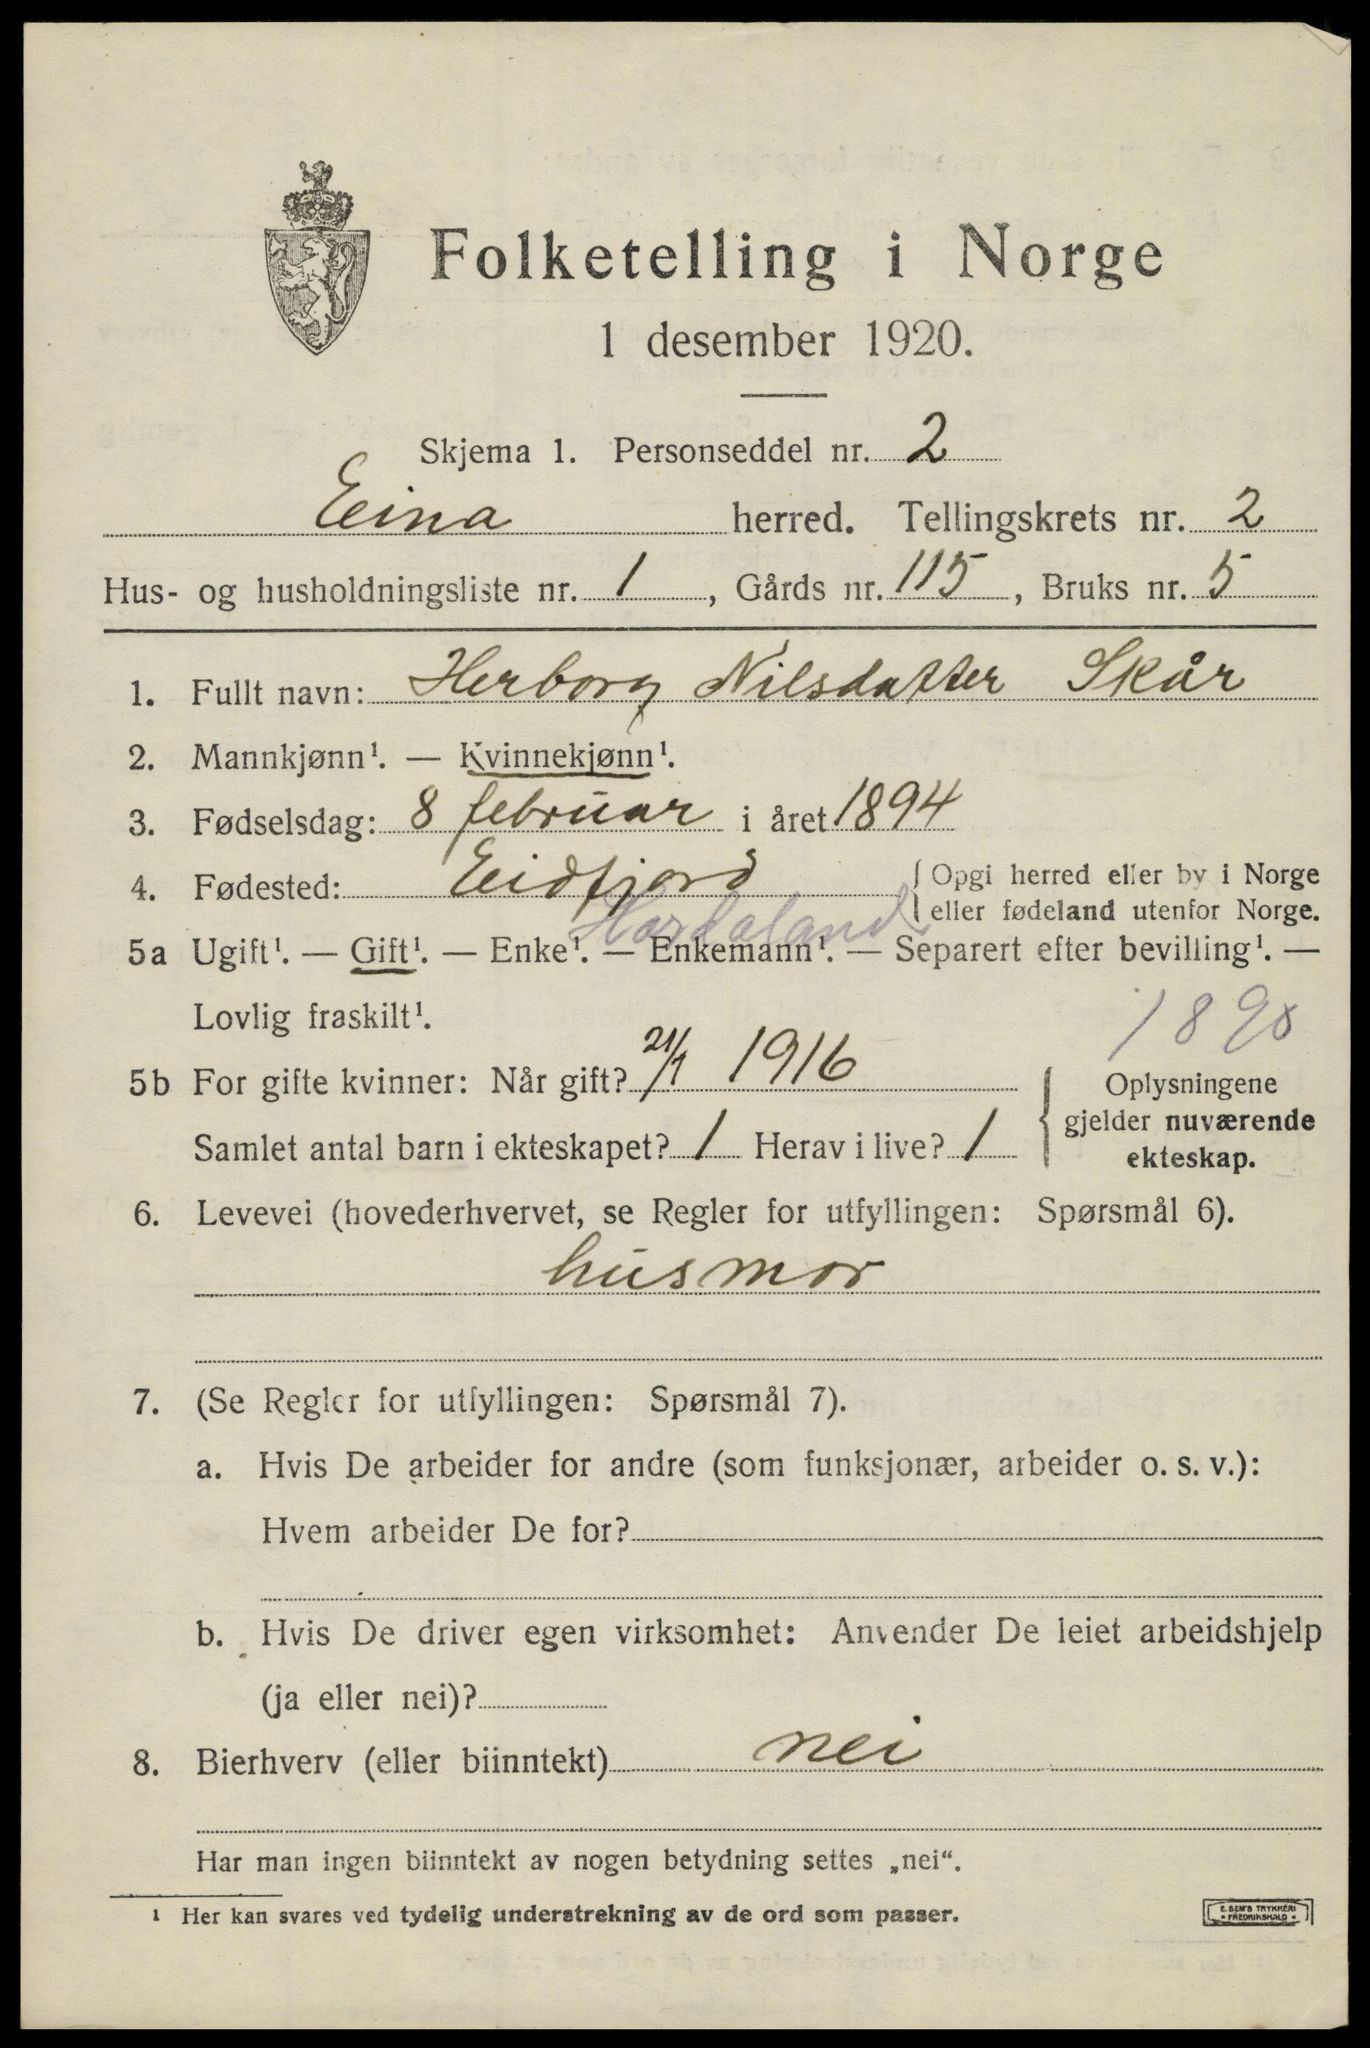 Folketelling i Norge
1 desember 1920.
Skjema 1. Personseddel nr. 2
Eina herred. Tellingskrets nr. 2
Hus- og husholdningsliste nr. 1, Gårds nr. 115, Bruks nr. 5
1. Fullt navn: Herborg Nilsdatter Skår
2. Mannkjønn¹. — Kvinnekjønn¹.
3. Fødselsdag: 8 februar i året 1894
4. Fødested: Eidfjord { Opgi herred eller by i Norge
eller fødeland utenfor Norge.
Hordaland
5a Ugift¹. — Gift¹. — Enke¹. — Enkemann¹. — Separert efter bevilling¹. —
Lovlig fraskilt¹.
5b For gifte kvinner: Når gift? 21/7 1916 { Oplysningene
gjelder nuværende
Samlet antal barn i ekteskapet? 1 Herav i live? 1 ekteskap.
6. Levevei (hovederhvervet, se Regler for utfyllingen: Spørsmål 6).
husmor
7. (Se Regler for utfyllingen: Spørsmål 7).
a. Hvis De arbeider for andre (som funksjonær, arbeider o. s. v.):
Hvem arbeider De for?
b. Hvis De driver egen virksomhet: Anvender De leiet arbeidshjelp
(ja eller nei)?
8. Bierhverv (eller biinntekt) nei
Har man ingen biinntekt av nogen betydning settes „nei“.
¹ Her kan svares ved tydelig understrekning av de ord som passer.
E. SEM'S TRYKKERI
• FREDRIKSHALD •